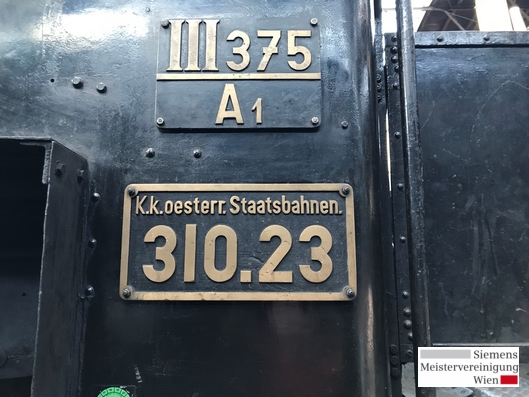 III 375
A1
K.k.oesterr. Staatsbahnen.
310.23
Siemens
Meistervereinigung
Wien